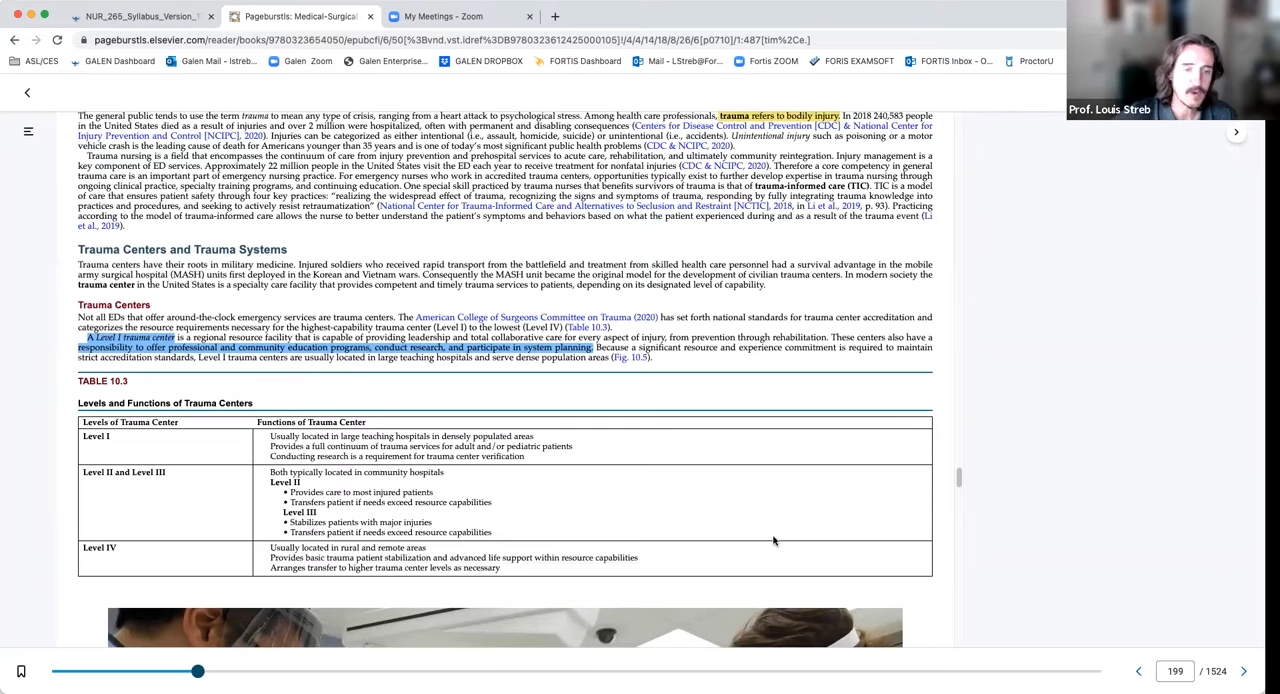 NUR_265_Syllabus_Version_
Pageburstls: Medical-Surgical
My Meetings - Zoom
pageburstls.elsevier.com/reader/books/9780323654050/epubcfi/6/50[%3Bvnd.vst.idref%3DB9780323612425000105]!/4/4/14/18/8/26/6[p0710]/1:487[tim%2Ce.]
ASL/CES
GALEN Dashboard
Galen Mail - lstreb...
Galen Zoom
Galen Enterprise...
GALEN DROPBOX
FORTIS Dashboard
Mail - LStreb@For...
Fortis ZOOM
FORIS EXAMSOFT
FORTIS Inbox - O...
ProctorU
Prof. Louis Streb
The general public tends to use the term trauma to mean any type of crisis, ranging from a heart attack to psychological stress. Among health care professionals, trauma refers to bodily injury. In 2018 240,583 people
in the United States died as a result of injuries and over 2 million were hospitalized, often with permanent and disabling consequences (Centers for Disease Control and Prevention [CDC] & National Center for
Injury Prevention and Control [NCIPC], 2020). Injuries can be categorized as either intentional (i.e., assault, homicide, suicide) or unintentional (i.e., accidents). Unintentional injury such as poisoning or a motor
vehicle crash is the leading cause of death for Americans younger than 35 years and is one of today's most significant public health problems (CDC & NCIPC, 2020).
Trauma nursing is a field that encompasses the continuum of care from injury prevention and prehospital services to acute care, rehabilitation, and ultimately community reintegration. Injury management is a
key component of ED services. Approximately 22 million people in the United States visit the ED each year to receive treatment for nonfatal injuries (CDC & NCIPC, 2020). Therefore a core competency in general
trauma care is an important part of emergency nursing practice. For emergency nurses who work in accredited trauma centers, opportunities typically exist to further develop expertise in trauma nursing through
ongoing clinical practice, specialty training programs, and continuing education. One special skill practiced by trauma nurses that benefits survivors of trauma is that of trauma-informed care (TIC). TIC is a model
of care that ensures patient safety through four key practices: "realizing the widespread effect of trauma, recognizing the signs and symptoms of trauma, responding by fully integrating trauma knowledge into
practices and procedures, and seeking to actively resist retraumatization" (National Center for Trauma-Informed Care and Alternatives to Seclusion and Restraint [NCTIC], 2018, in Li et al., 2019, p. 93). Practicing
according to the model of trauma-informed care allows the nurse to better understand the patient's symptoms and behaviors based on what the patient experienced during and as a result of the trauma event (Li
et al., 2019).
Trauma Centers and Trauma Systems
Trauma centers have their roots in military medicine. Injured soldiers who received rapid transport from the battlefield and treatment from skilled health care personnel had a survival advantage in the mobile
army surgical hospital (MASH) units first deployed in the Korean and Vietnam wars. Consequently the MASH unit became the original model for the development of civilian trauma centers. In modern society the
trauma center in the United States is a specialty care facility that provides competent and timely trauma services to patients, depending on its designated level of capability.
Trauma Centers
Not all EDs that offer around-the-clock emergency services are trauma centers. The American College of Surgeons Committee on Trauma (2020) has set forth national standards for trauma center accreditation and
categorizes the resource requirements necessary for the highest-capability trauma center (Level I) to the lowest (Level IV) (Table 10.3).
A Level I trauma center is a regional resource facility that is capable of providing leadership and total collaborative care for every aspect of injury, from prevention through rehabilitation. These centers also have a
responsibility to offer professional and community education programs, conduct research, and participate in system planning. Because a significant resource and experience commitment is required to maintain
strict accreditation standards, Level I trauma centers are usually located in large teaching hospitals and serve dense population areas (Fig. 10.5).
TABLE 10.3
Levels and Functions of Trauma Centers
Levels of Trauma Center Functions of Trauma Center
Level I Usually located in large teaching hospitals in densely populated areas
Provides a full continuum of trauma services for adult and/or pediatric patients
Conducting research is a requirement for trauma center verification
Level II and Level III Both typically located in community hospitals
Level II
• Provides care to most injured patients
• Transfers patient if needs exceed resource capabilities
Level III
• Stabilizes patients with major injuries
• Transfers patient if needs exceed resource capabilities
Level IV Usually located in rural and remote areas
Provides basic trauma patient stabilization and advanced life support within resource capabilities
Arranges transfer to higher trauma center levels as necessary
199 / 1524